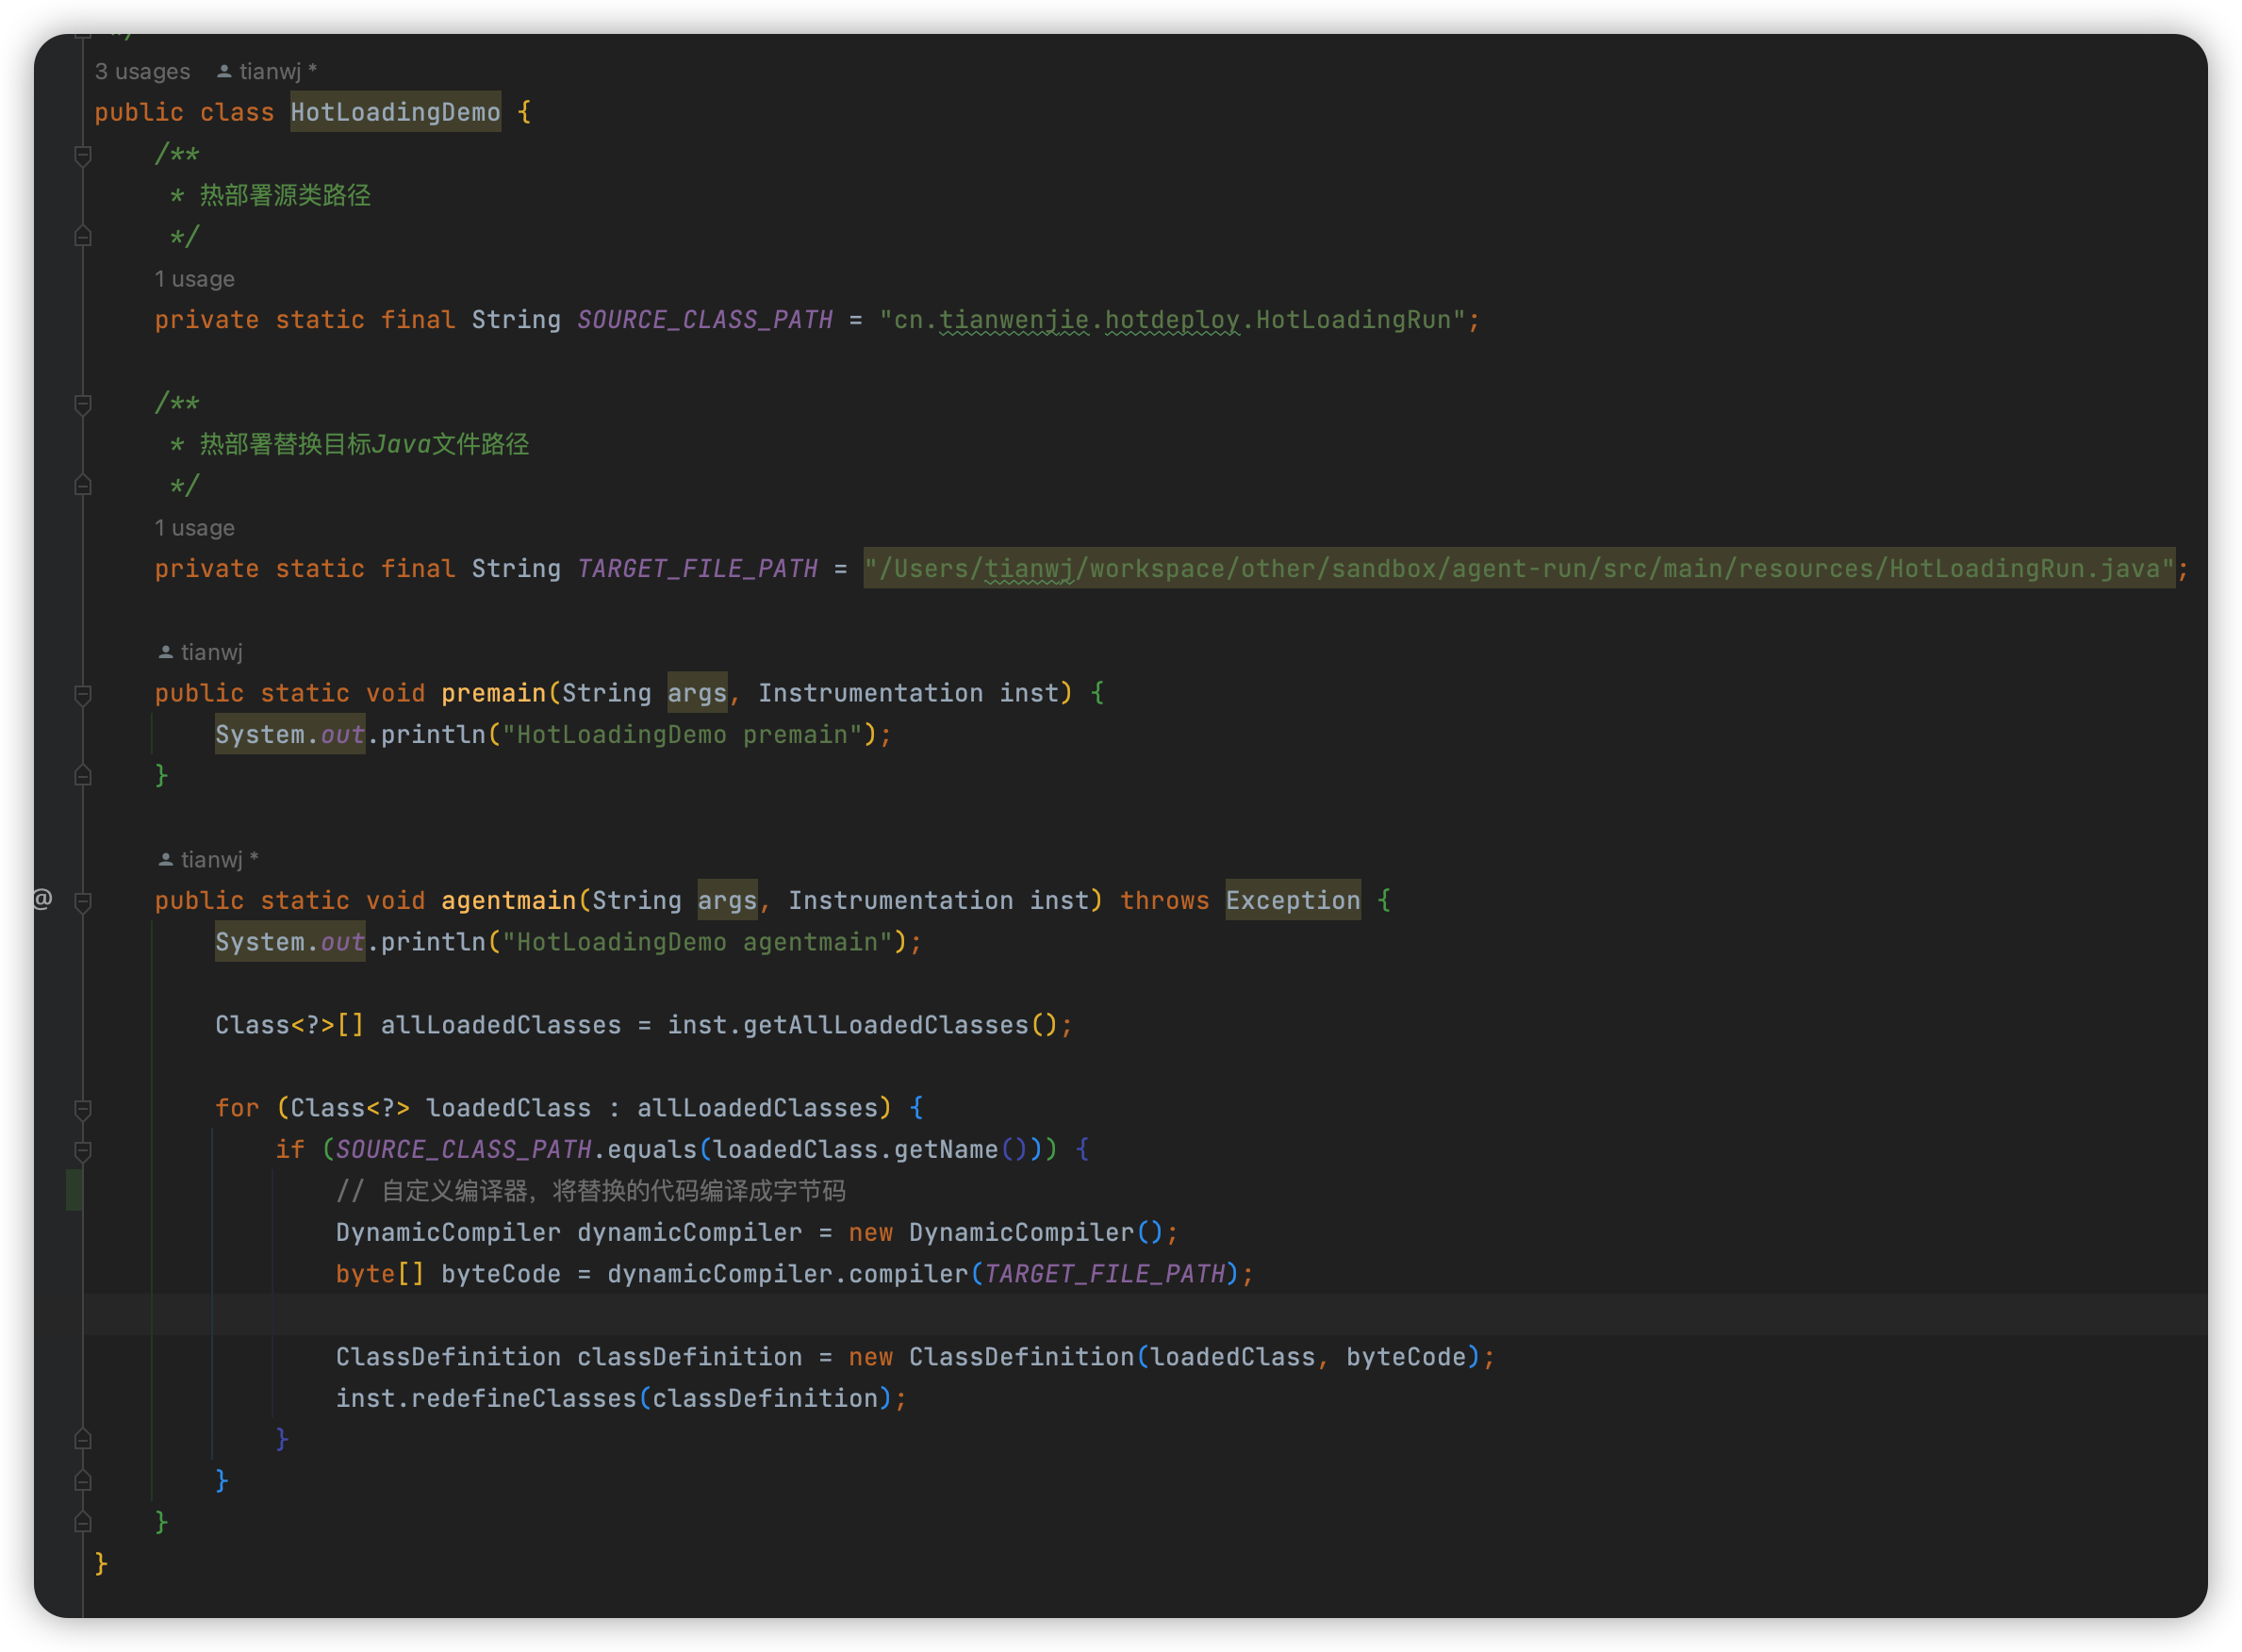 */
3 usages tianwj *
public class HotLoadingDemo {
/**
* 热部署源类路径
*/
1 usage
private static final String SOURCE_CLASS_PATH = "cn.tianwenjie.hotdeploy.HotLoadingRun";
/**
* 热部署替换目标Java文件路径
*/
1 usage
private static final String TARGET_FILE_PATH = "/Users/tianwj/workspace/other/sandbox/agent-run/src/main/resources/HotLoadingRun.java";
tianwj
public static void premain(String args, Instrumentation inst) {
System.out.println("HotLoadingDemo premain");
}
tianwj *
@ public static void agentmain(String args, Instrumentation inst) throws Exception {
System.out.println("HotLoadingDemo agentmain");
Class<?>[] allLoadedClasses = inst.getAllLoadedClasses();
for (Class<?> loadedClass : allLoadedClasses) {
if (SOURCE_CLASS_PATH.equals(loadedClass.getName())) {
// 自定义编译器，将替换的代码编译成字节码
DynamicCompiler dynamicCompiler = new DynamicCompiler();
byte[] byteCode = dynamicCompiler.compiler(TARGET_FILE_PATH);
ClassDefinition classDefinition = new ClassDefinition(loadedClass, byteCode);
inst.redefineClasses(classDefinition);
}
}
}
}